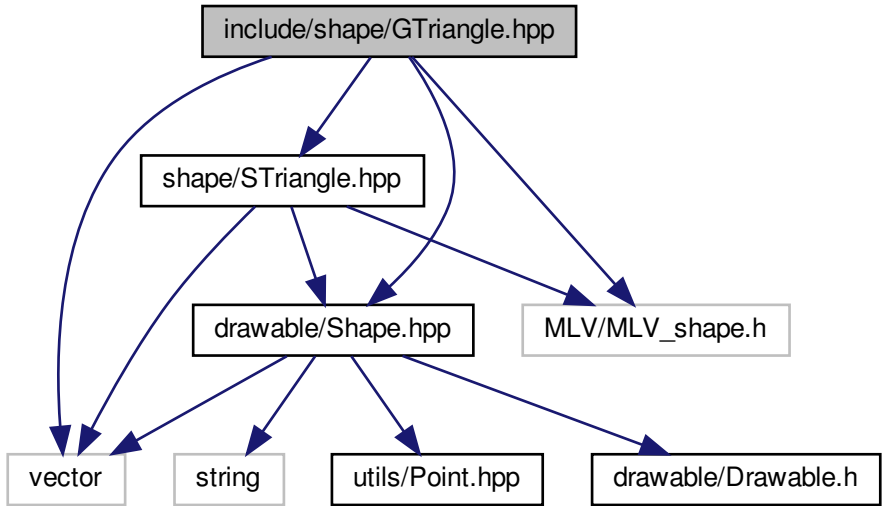 include/shape/GTriangle.hpp
shape/STriangle.hpp
drawable/Shape.hpp
MLV/MLV_shape.h
vector
string
utils/Point.hpp
drawable/Drawable.h